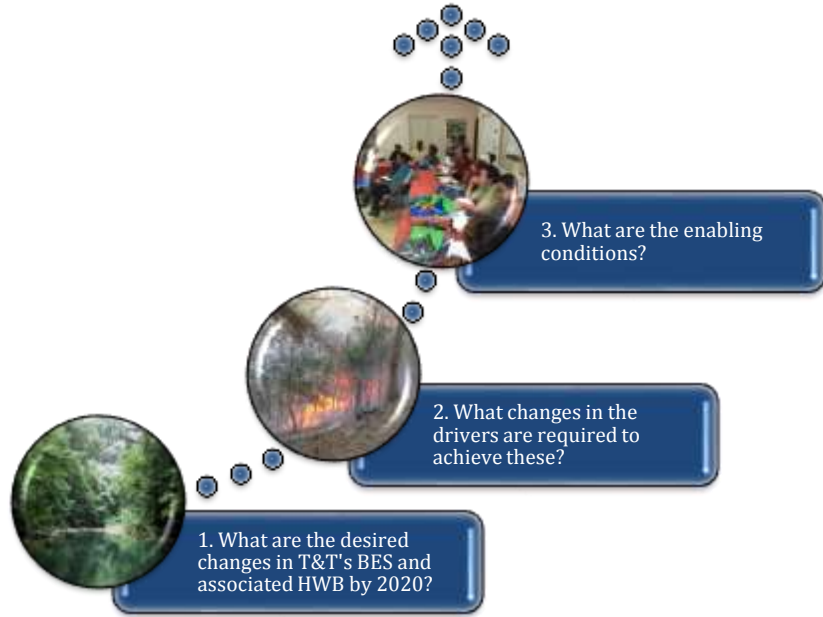 3. What are the enabling
conditions?
2. What changes in the
drivers are required to
achieve these?
1. What are the desired
changes in T&T's BES and
associated HWB by 2020?